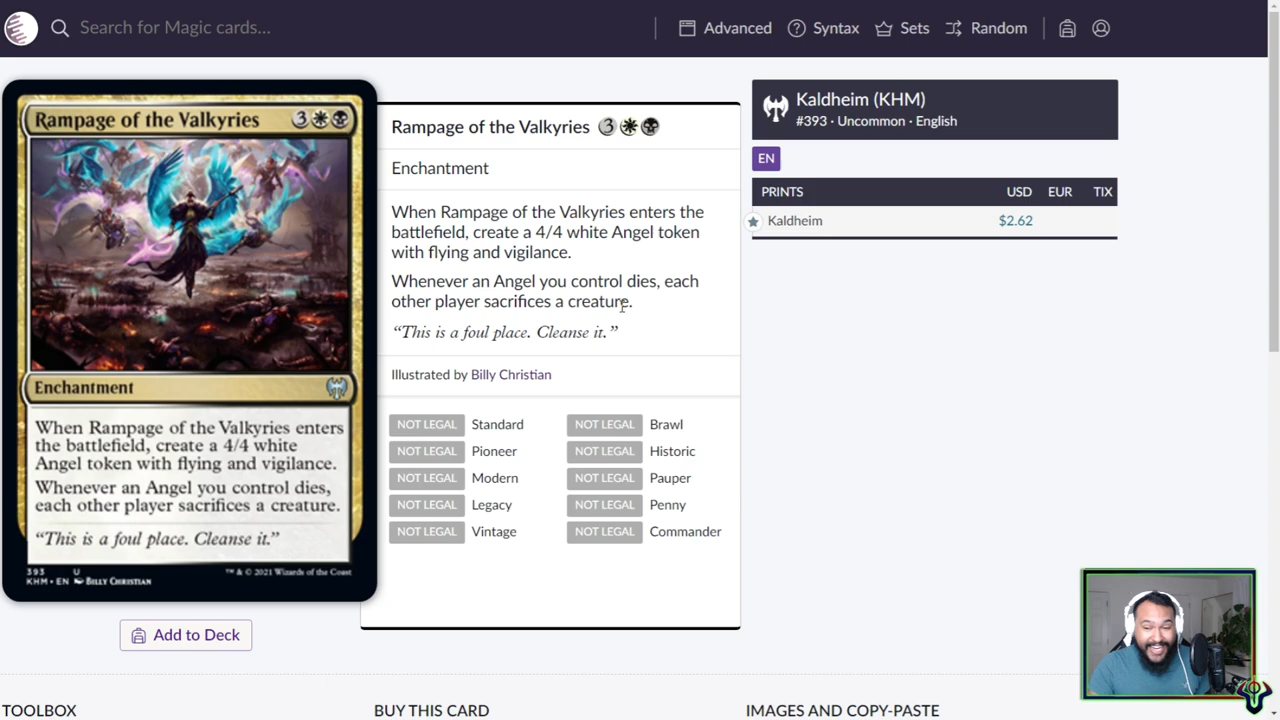 Search for Magic cards...
Advanced
Syntax
Sets
Random
Rampage of the Valkyries 3
Enchantment
When Rampage of the Valkyries enters
the battlefield, create a 4/4 white
Angel token with flying and vigilance.
Whenever an Angel you control dies,
each other player sacrifices a creature.
“This is a foul place. Cleanse it.”
393 U
KHM • EN BILLY CHRISTIAN
™ & © 2021 Wizards of the Coast
Add to Deck
Rampage of the Valkyries 3
Enchantment
When Rampage of the Valkyries enters the
battlefield, create a 4/4 white Angel token
with flying and vigilance.
Whenever an Angel you control dies, each
other player sacrifices a creature.
“This is a foul place. Cleanse it.”
Illustrated by Billy Christian
NOT LEGAL Standard NOT LEGAL Brawl
NOT LEGAL Pioneer NOT LEGAL Historic
NOT LEGAL Modern NOT LEGAL Pauper
NOT LEGAL Legacy NOT LEGAL Penny
NOT LEGAL Vintage NOT LEGAL Commander
Kaldheim (KHM)
#393 · Uncommon · English
EN
PRINTS USD EUR TIX
Kaldheim $2.62
TOOLBOX
BUY THIS CARD
IMAGES AND COPY-PASTE